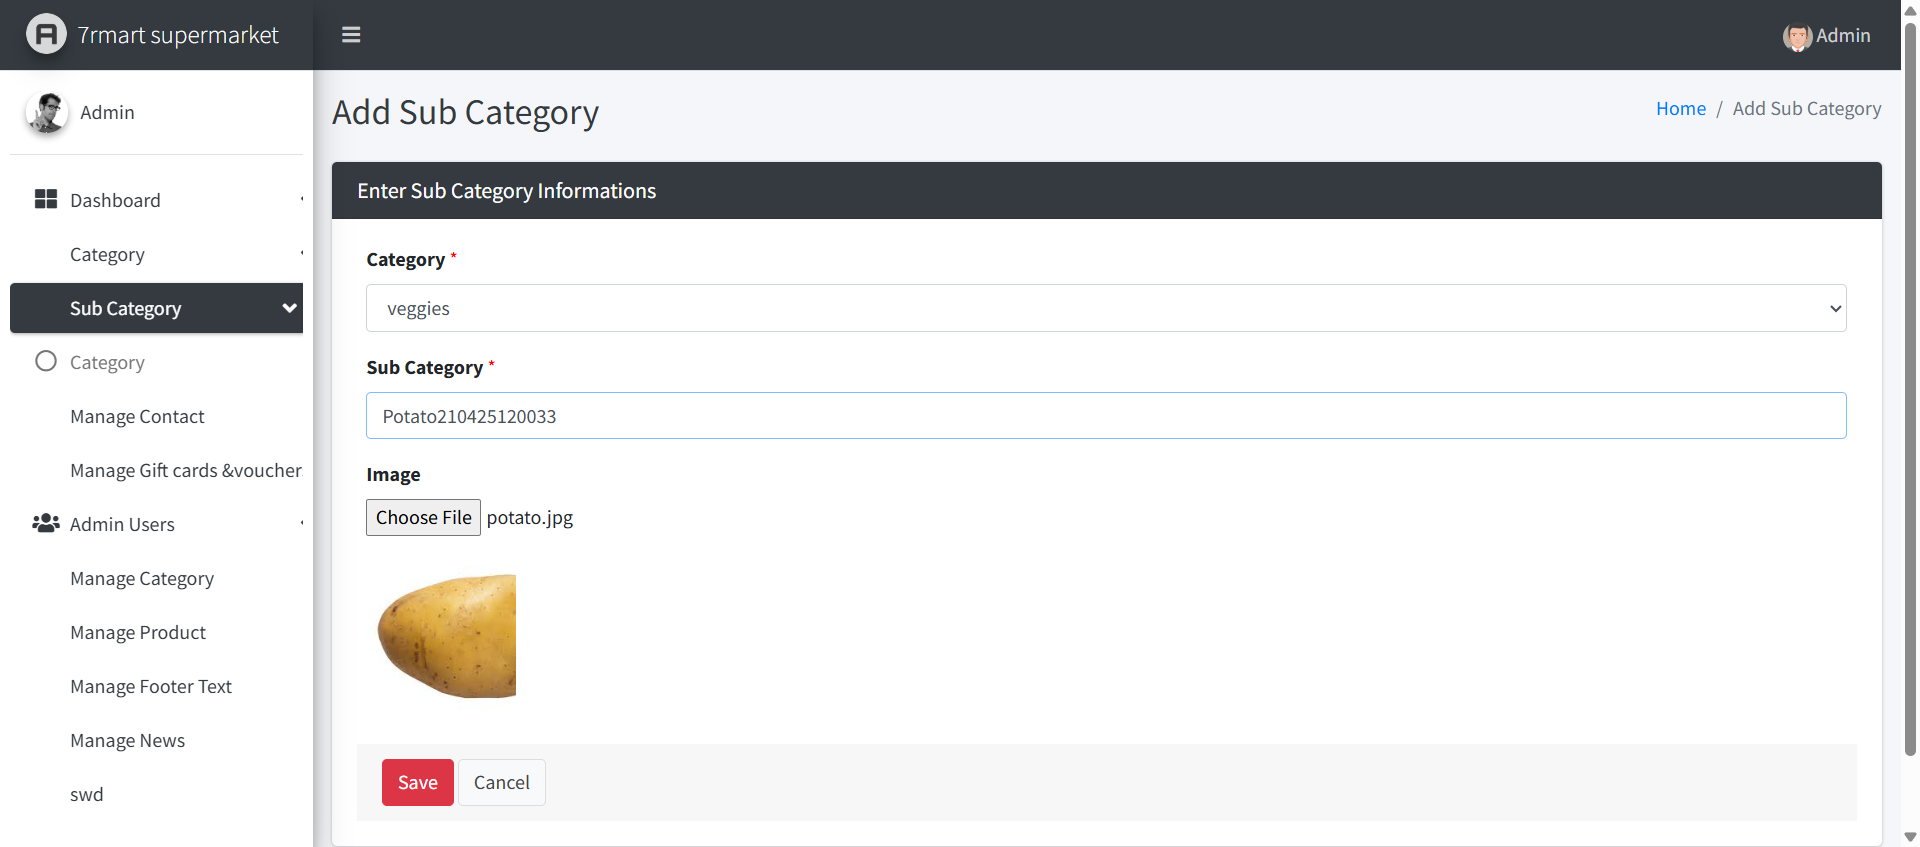 7rmart supermarket
Admin
Admin
Add Sub Category
Home / Add Sub Category
Dashboard
Category
Sub Category
Category
Manage Contact
Manage Gift cards &voucher
Admin Users
Manage Category
Manage Product
Manage Footer Text
Manage News
swd
Enter Sub Category Informations
Category *
veggies
Sub Category *
Potato210425120033
Image
Choose File potato.jpg
Save Cancel